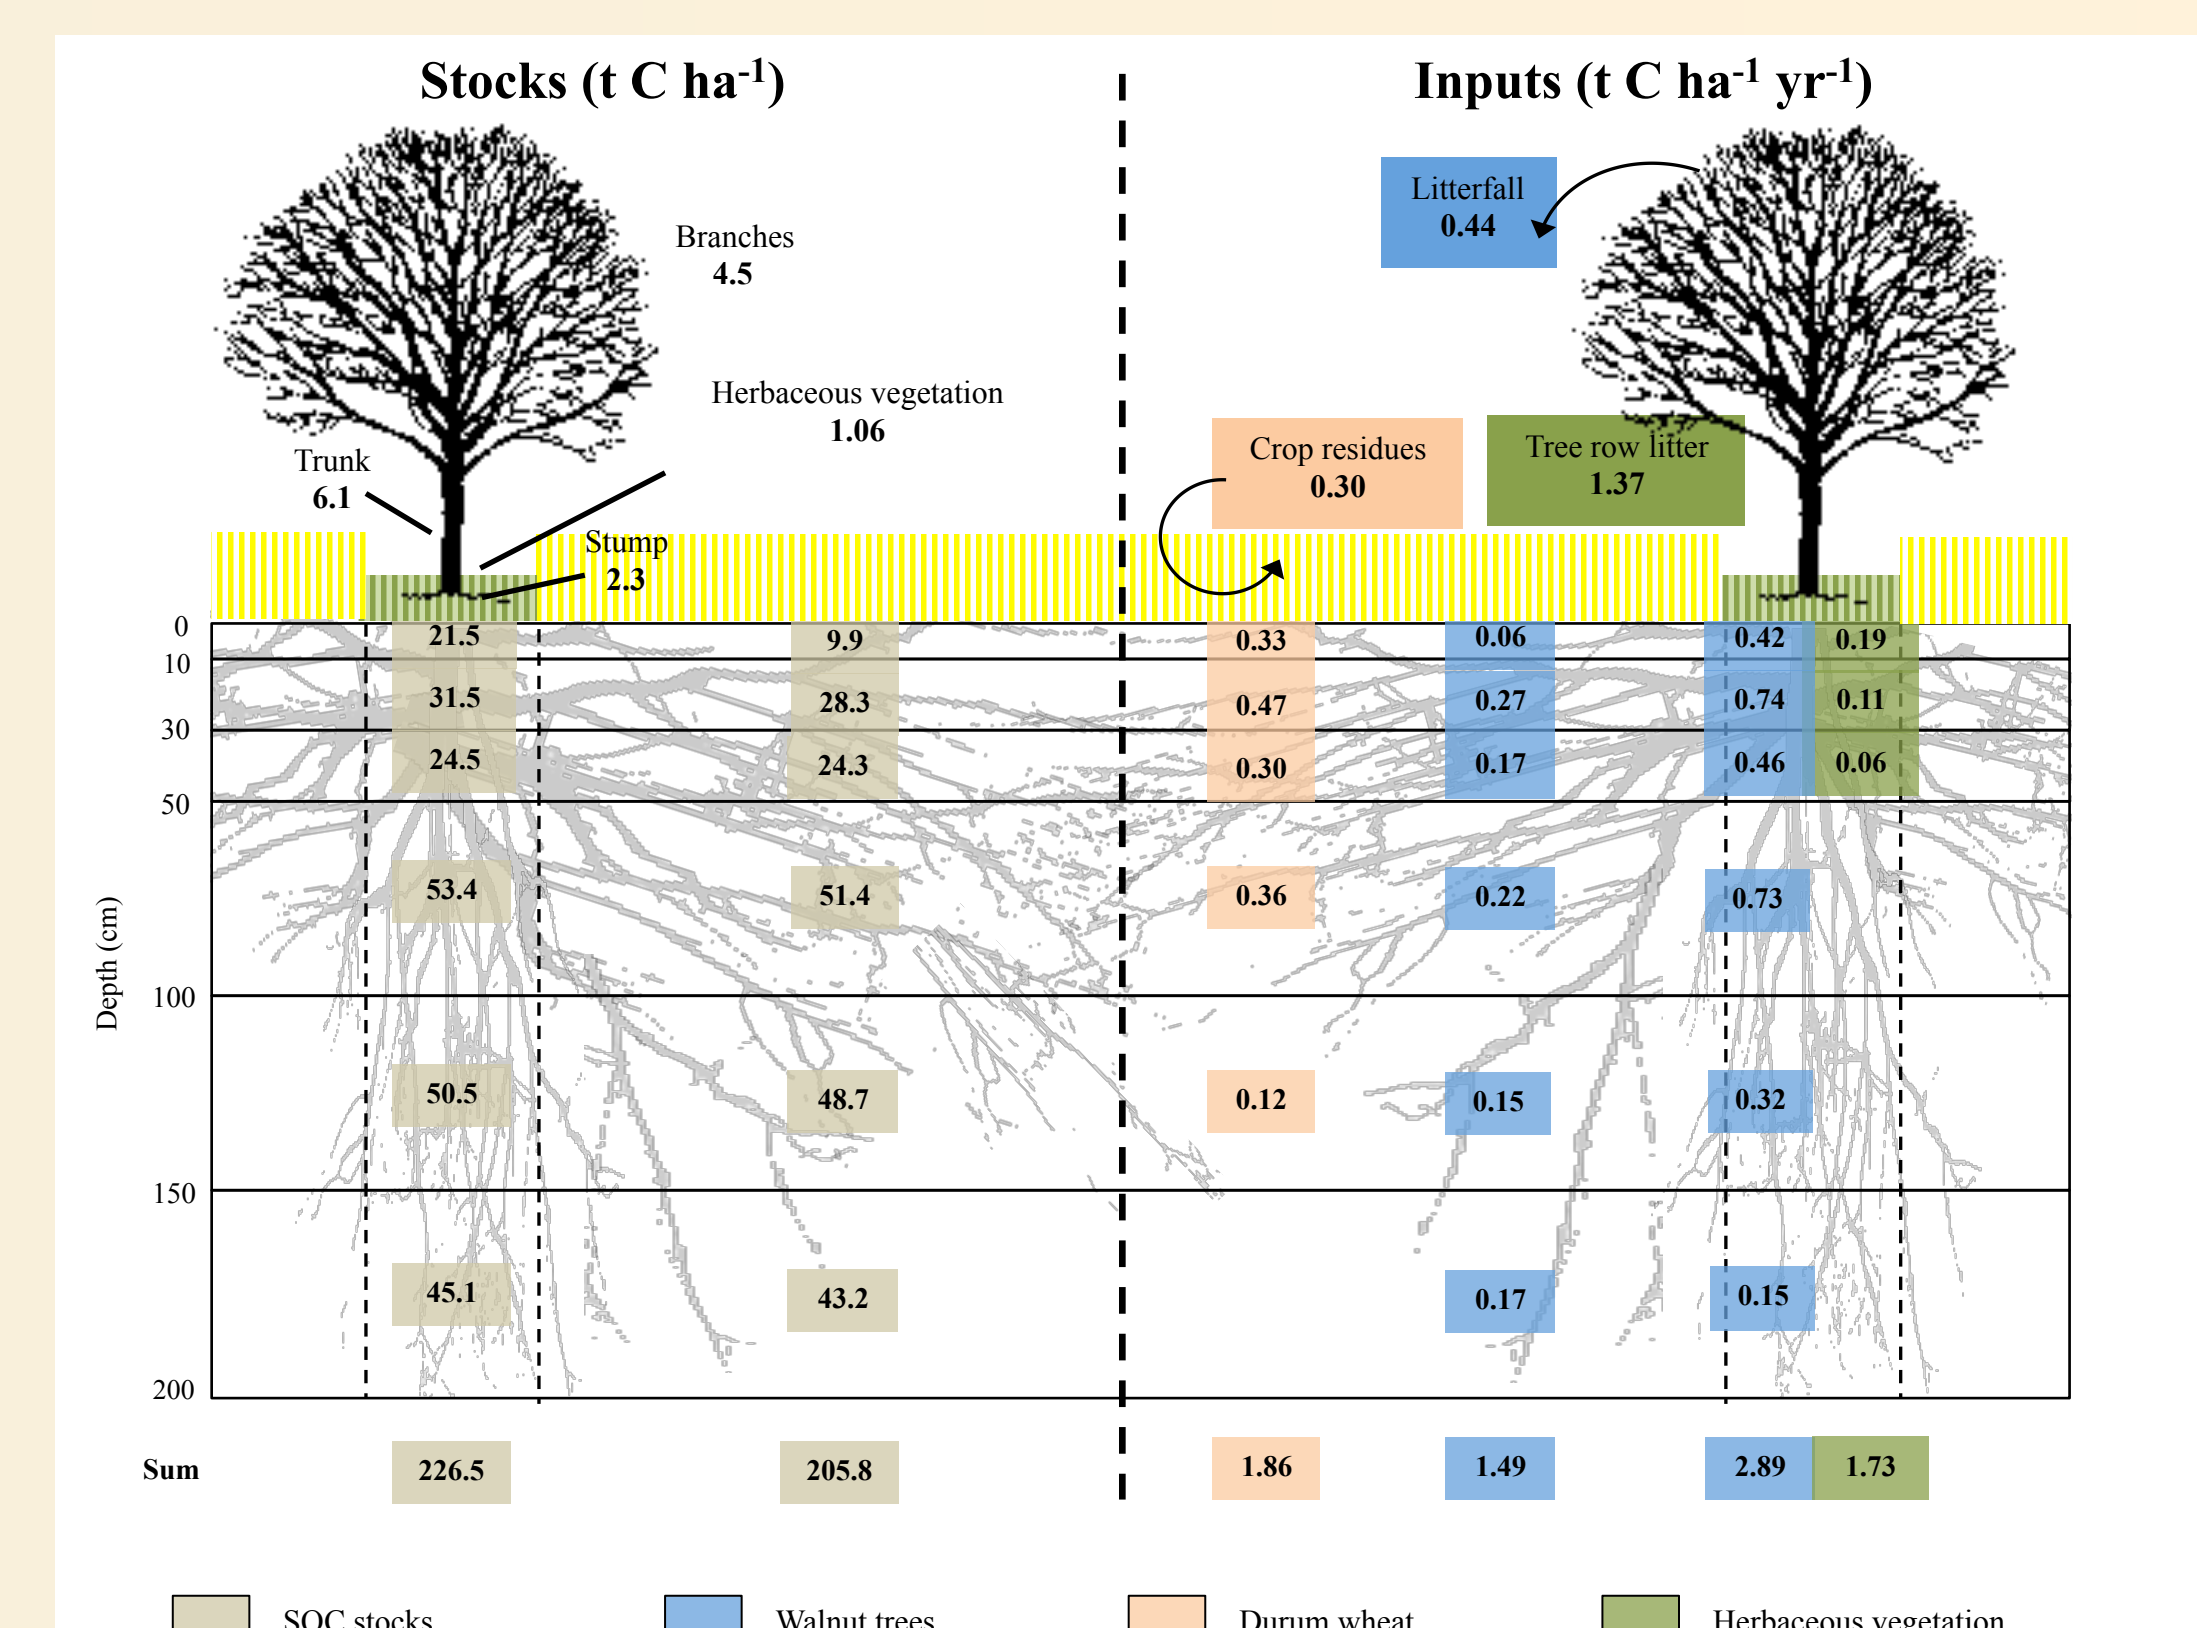 Stocks (t C ha-1)
Inputs (t C ha-1 yr-1)
Branches
4.5
Herbaceous vegetation
1.06
Trunk
6.1
Stump
2.3
Litterfall
0.44
Crop residues
0.30
Tree row litter
1.37
Depth (cm)
0
10
30
50
100
150
200
21.5 9.9 0.33 0.06 0.42 0.19
31.5 28.3 0.47 0.27 0.74 0.11
24.5 24.3 0.30 0.17 0.46 0.06
53.4 51.4 0.36 0.22 0.73
50.5 48.7 0.12 0.15 0.32
45.1 43.2 0.17 0.15
Sum 226.5 205.8 1.86 1.49 2.89 1.73
SOC stocks
Walnut trees
Durum wheat
Herbaceous vegetation